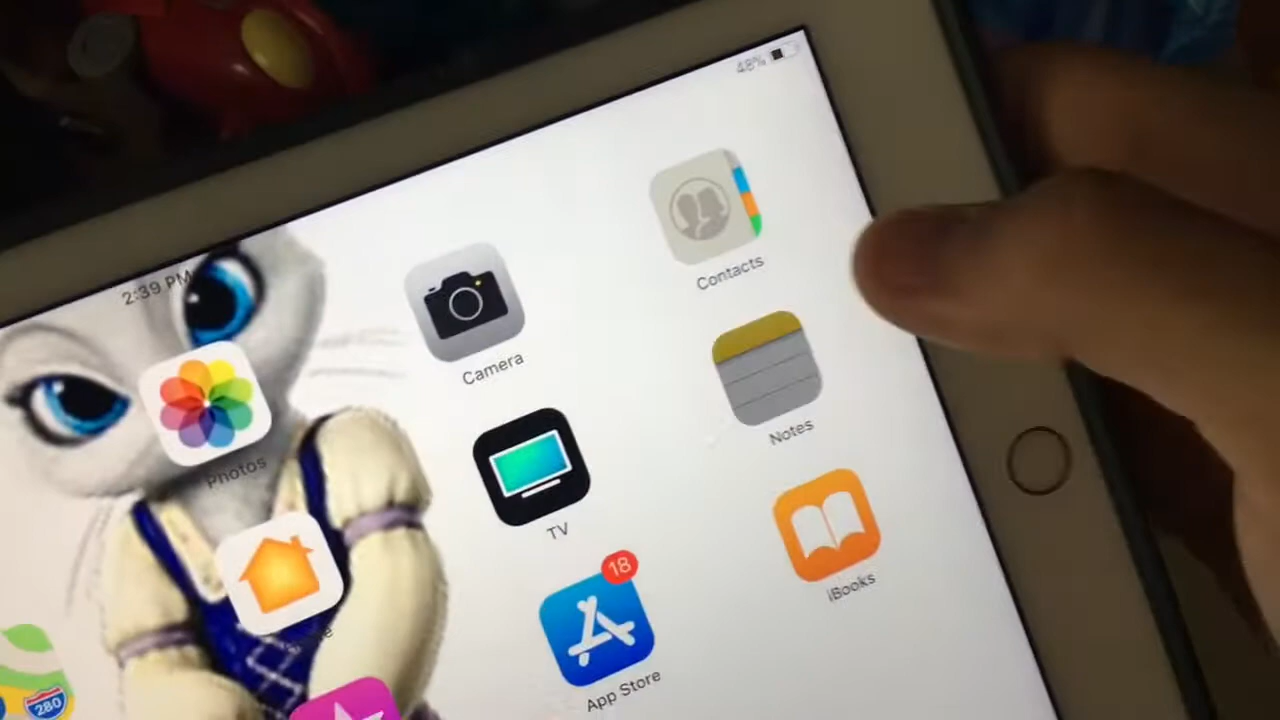 2:39 PM
48%
Photos
Camera
Contacts
TV
Notes
18
App Store
iBooks
280